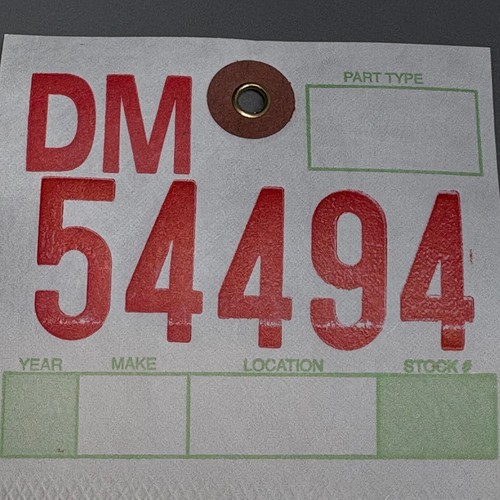 DM
PART TYPE
54494
YEAR MAKE LOCATION STOCK #